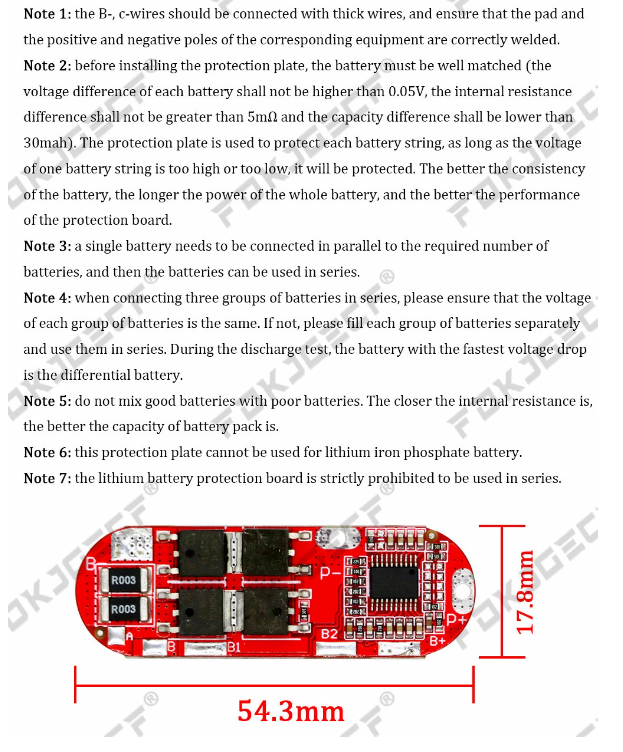 Note 1: the B-, c-wires should be connected with thick wires, and ensure that the pad and
the positive and negative poles of the corresponding equipment are correctly welded.
Note 2: before installing the protection plate, the battery must be well matched (the
voltage difference of each battery shall not be higher than 0.05V, the internal resistance
difference shall not be greater than 5mΩ and the capacity difference shall be lower than
30mah). The protection plate is used to protect each battery string, as long as the voltage
of one battery string is too high or too low, it will be protected. The better the consistency
of the battery, the longer the power of the whole battery, and the better the performance
of the protection board.
Note 3: a single battery needs to be connected in parallel to the required number of
batteries, and then the batteries can be used in series.
Note 4: when connecting three groups of batteries in series, please ensure that the voltage
of each group of batteries is the same. If not, please fill each group of batteries separately
and use them in series. During the discharge test, the battery with the fastest voltage drop
is the differential battery.
Note 5: do not mix good batteries with poor batteries. The closer the internal resistance is,
the better the capacity of battery pack is.
Note 6: this protection plate cannot be used for lithium iron phosphate battery.
Note 7: the lithium battery protection board is strictly prohibited to be used in series.
B-
R003
R003
A
B
B1
P-
B2
B+
P+
17.8mm
54.3mm
FOKJGECF®